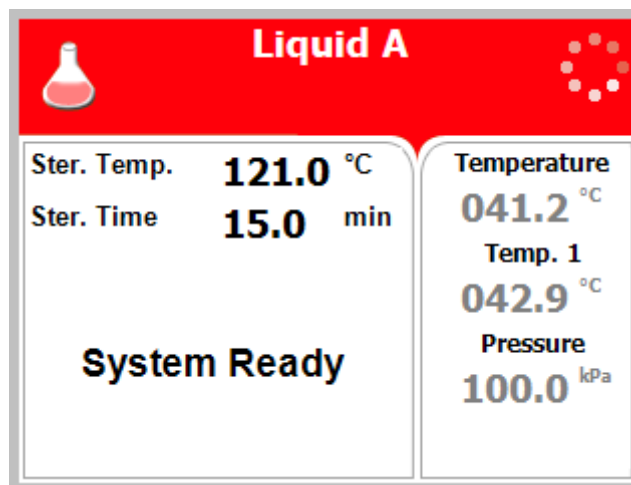 Liquid A
Ster. Temp. 121.0 °C
Ster. Time 15.0 min
System Ready
Temperature
041.2 °C
Temp. 1
042.9 °C
Pressure
100.0 kPa